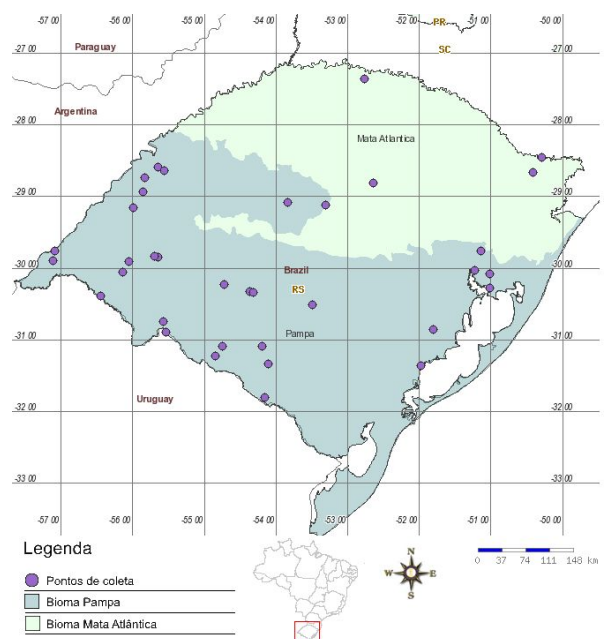 -57 00 -56 00 -55 00 -54 00 -53 00 -52 00 -51 00 -50 00
PR
SC
-27 00 Paraguay -27 00
Argentina
-28 00 -28 00
Mata Atlantica
-29 00 -29 00
-30 00 -30 00
Brazil
RS
Pampa
-31 00 -31 00
Uruguay
-32 00 -32 00
-33 00 -33 00
-57 00 -56 00 -55 00 -54 00 -53 00 -52 00 -51 00 -50 00
Legenda
Pontos de coleta
Bioma Pampa
Bioma Mata Atlântica
N
W E
S
0 37 74 111 148 km